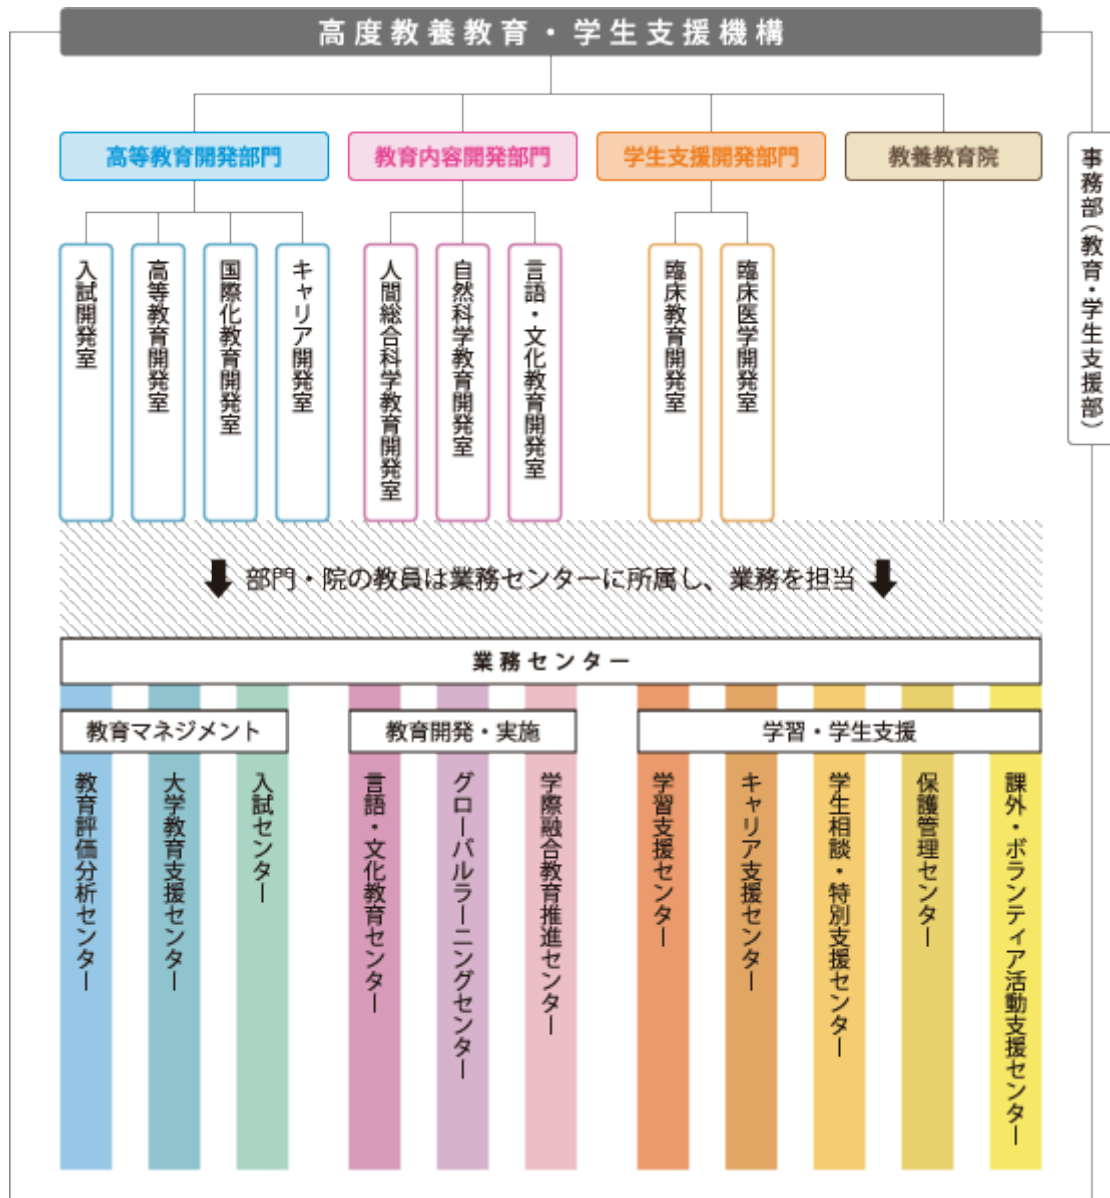 高度教養教育・学生支援機構
高等教育開発部門
教育内容開発部門
学生支援開発部門
教養教育院
事務部（教育・学生支援部）
入試開発室
高等教育開発室
国際化教育開発室
キャリア開発室
人間総合科学教育開発室
自然科学教育開発室
言語・文化教育開発室
臨床教育開発室
臨床医学開発室
部門・院の教員は業務センターに所属し、業務を担当
業務センター
教育マネジメント
教育開発・実施
学習・学生支援
教育評価分析センター
大学教育支援センター
入試センター
言語・文化教育センター
グローバルラーニングセンター
学際融合教育推進センター
学習支援センター
キャリア支援センター
学生相談・特別支援センター
保護管理センター
課外・ボランティア活動支援センター